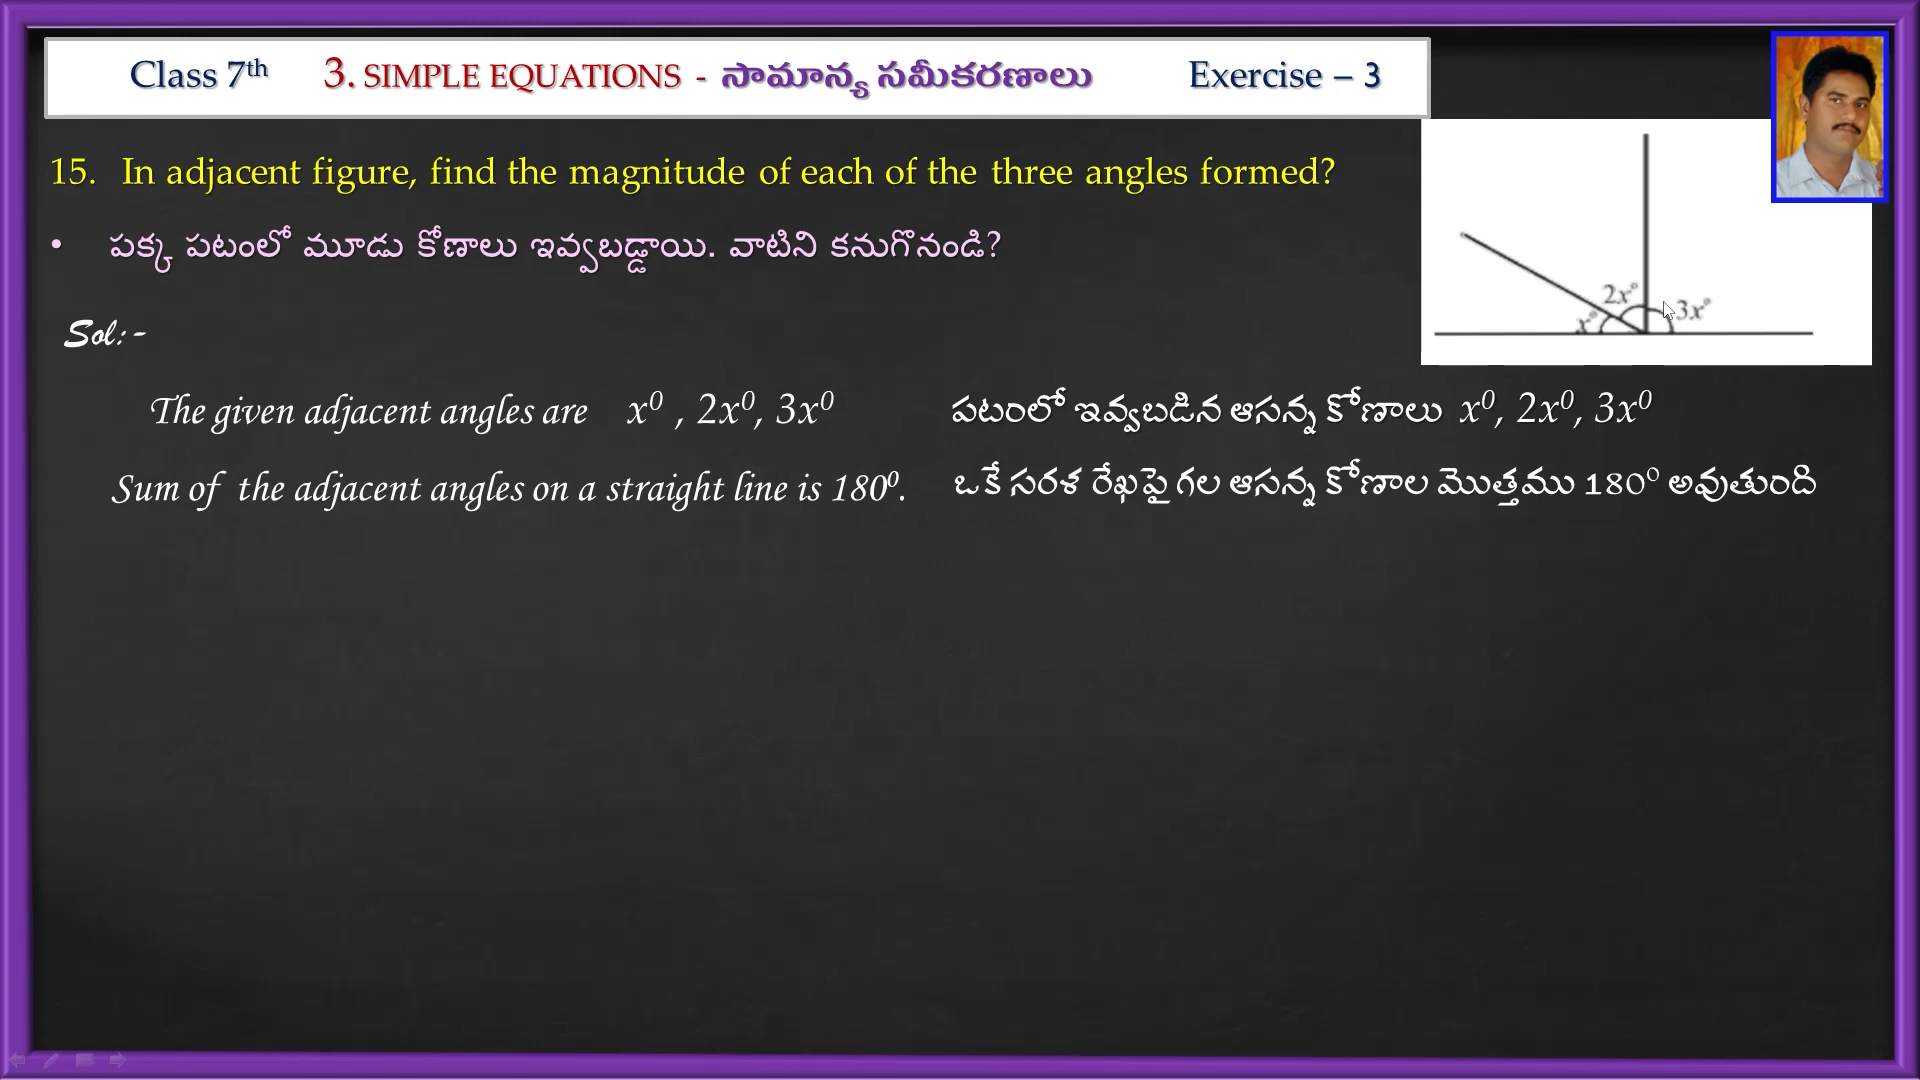 Class 7th 3. SIMPLE EQUATIONS - సామాన్య సమీకరణాలు Exercise – 3
15. In adjacent figure, find the magnitude of each of the three angles formed?
• పక్క పటంలో మూడు కోణాలు ఇవ్వబడ్డాయి. వాటిని కనుగొనండి?
2x°
x°
3x°
Sol:-
The given adjacent angles are x⁰ , 2x⁰, 3x⁰
పటంలో ఇవ్వబడిన ఆసన్న కోణాలు x⁰, 2x⁰, 3x⁰
Sum of the adjacent angles on a straight line is 180⁰.
ఒకే సరళ రేఖపై గల ఆసన్న కోణాల మొత్తము 180⁰ అవుతుంది